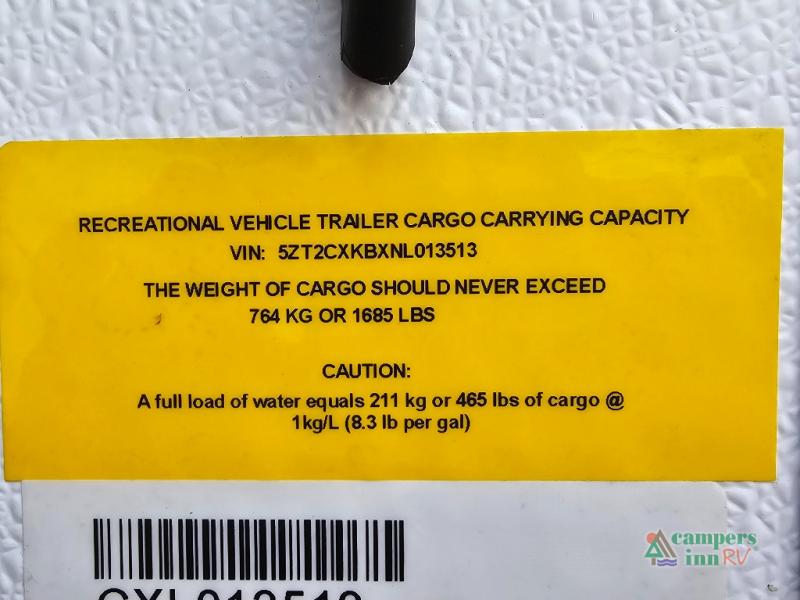 RECREATIONAL VEHICLE TRAILER CARGO CARRYING CAPACITY
VIN: 5ZT2CXKBXNL013513
THE WEIGHT OF CARGO SHOULD NEVER EXCEED
764 KG OR 1685 LBS
CAUTION:
A full load of water equals 211 kg or 465 lbs of cargo @
1kg/L (8.3 lb per gal)
CXL013513
campers
inn RV